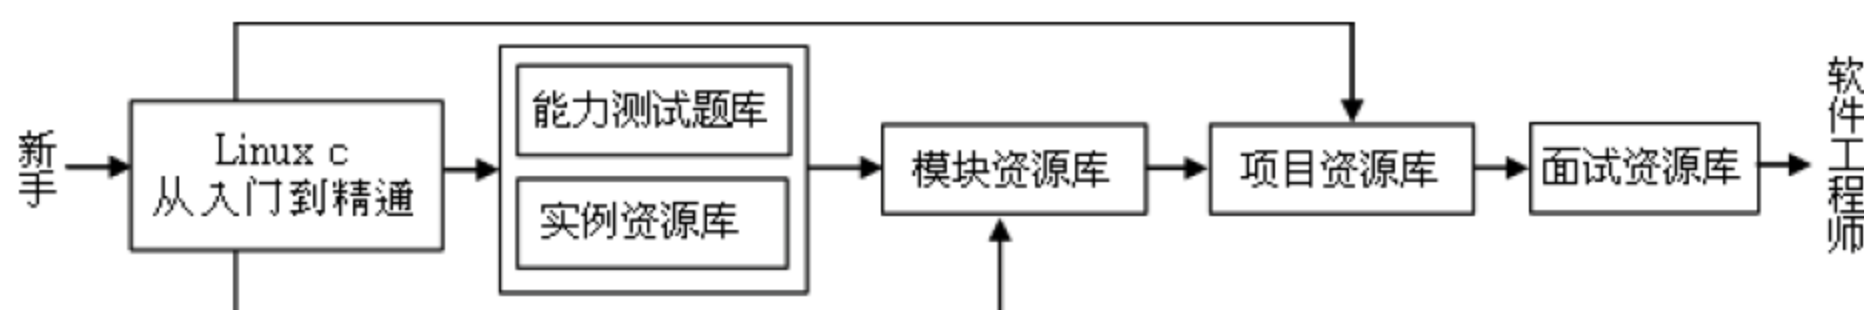 新手
Linux c
从入门到精通
能力测试题库
实例资源库
模块资源库
项目资源库
面试资源库
软件工程师